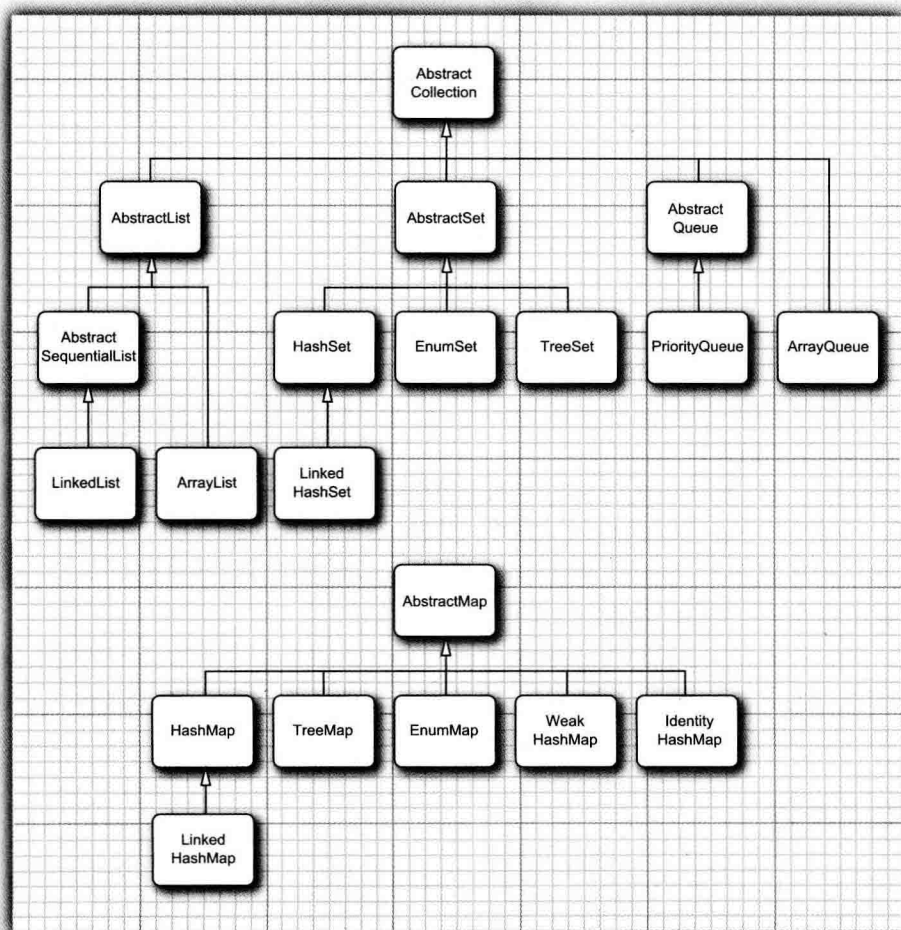 Abstract
Collection
AbstractList
AbstractSet
Abstract
Queue
Abstract
SequentialList
HashSet
EnumSet
TreeSet
PriorityQueue
ArrayQueue
LinkedList
ArrayList
Linked
HashSet
AbstractMap
HashMap
TreeMap
EnumMap
Weak
HashMap
Identity
HashMap
Linked
HashMap